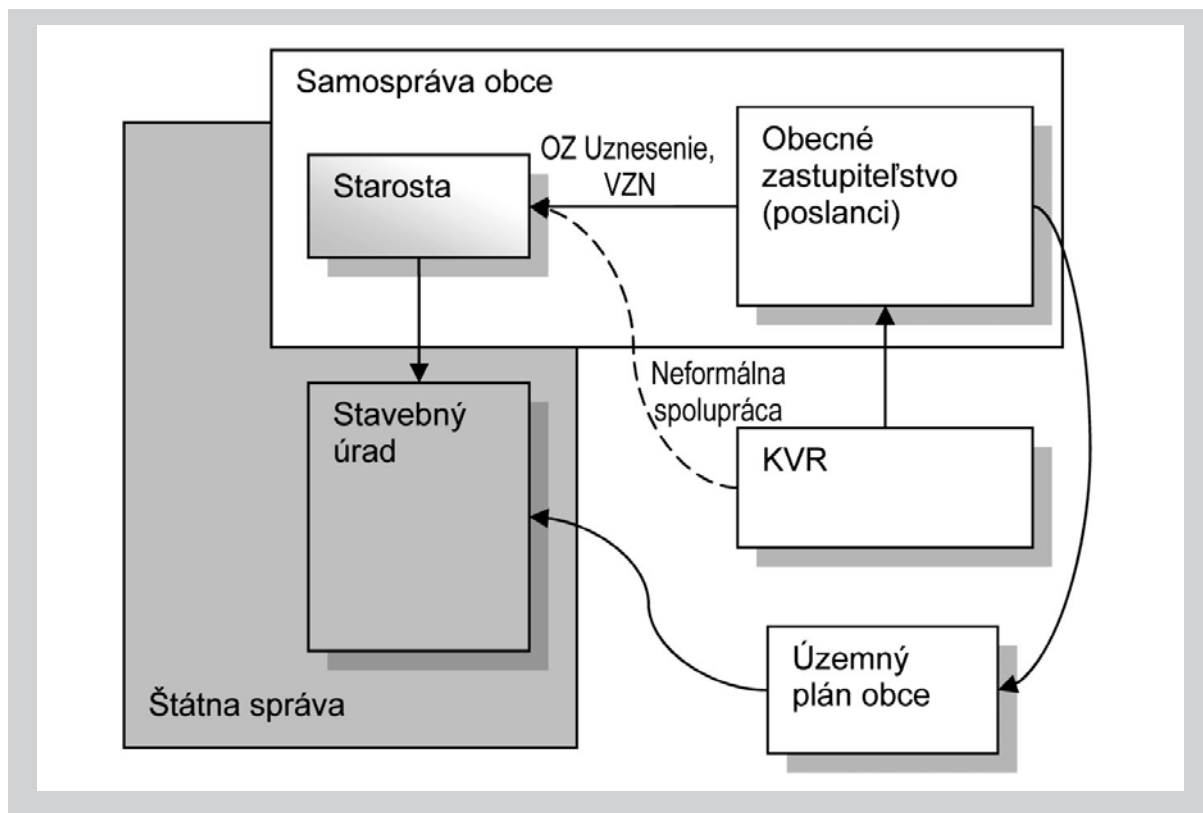 Samospráva obce
Starosta
OZ Uznesenie,
VZN
Obecné
zastupiteľstvo
(poslanci)
Stavebný
úrad
Neformálna
spolupráca
KVR
Územný
plán obce
Štátna správa